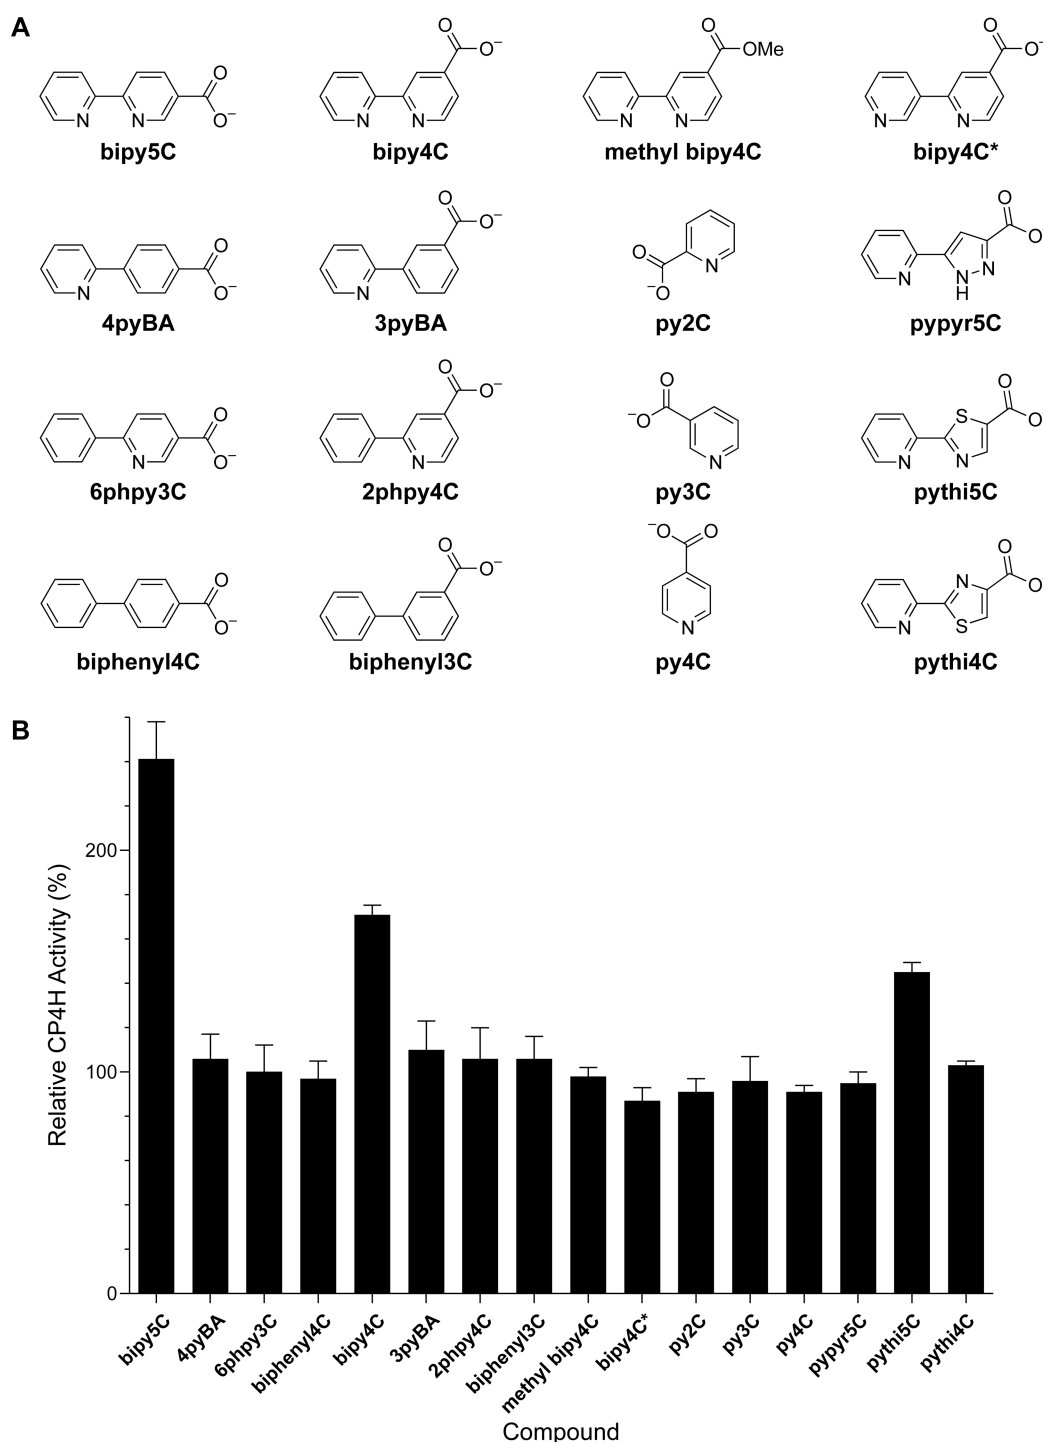 A
bipy5C
bipy4C
methyl bipy4C
bipy4C*
4pyBA
3pyBA
py2C
pypyr5C
6phpy3C
2phpy4C
py3C
pythi5C
biphenyl4C
biphenyl3C
py4C
pythi4C
O
O⁻
N
N
O
O⁻
N
N
O
OMe
N
N
O
O⁻
N
N
O
O⁻
N
O
O⁻
N
O
⁻O
N
O
O
N
N
H
N
O
O⁻
N
O
O⁻
N
O
⁻O
N
O
O
S
N
N
O
O⁻
O
O⁻
⁻O
O
N
O
O
N
N
S
B
Relative CP4H Activity (%)
200
100
0
bipy5C
4pyBA
6phpy3C
biphenyl4C
bipy4C
3pyBA
2phpy4C
biphenyl3C
methyl bipy4C
bipy4C*
py2C
py3C
py4C
pypyr5C
pythi5C
pythi4C
Compound